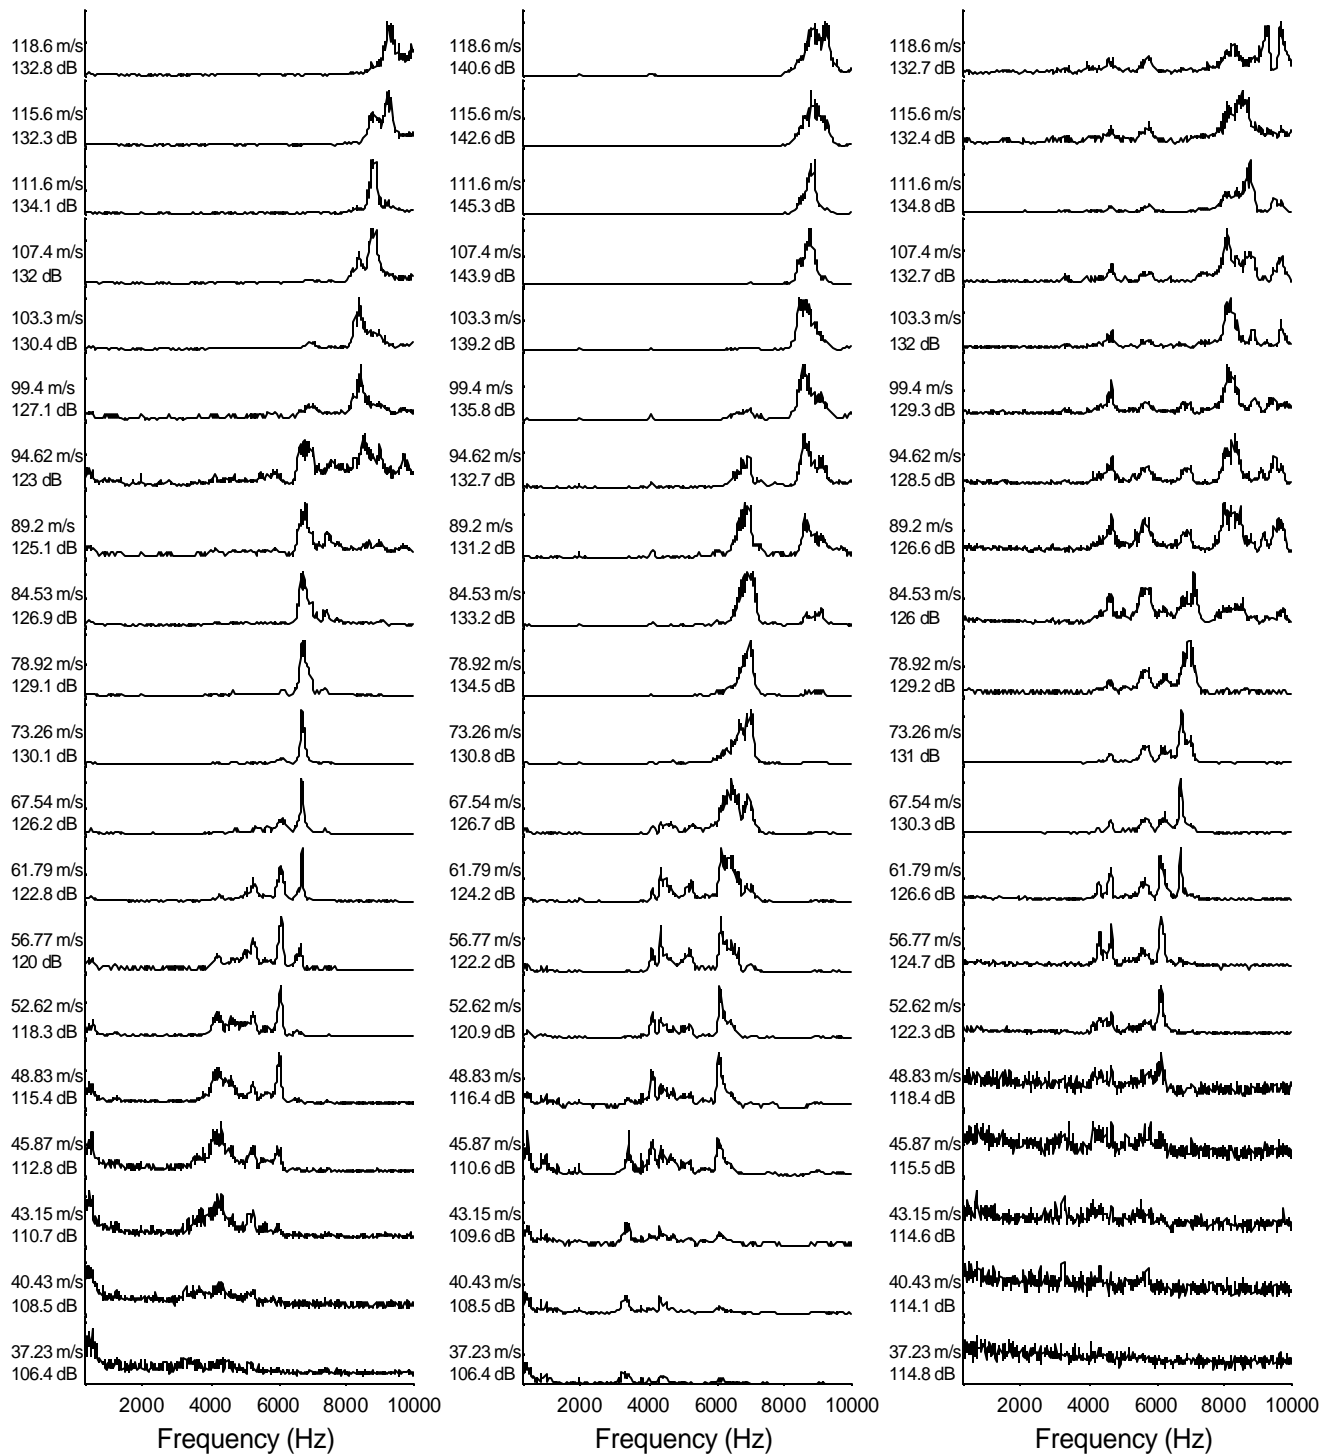 118.6 m/s
132.8 dB
115.6 m/s
132.3 dB
111.6 m/s
134.1 dB
107.4 m/s
132 dB
103.3 m/s
130.4 dB
99.4 m/s
127.1 dB
94.62 m/s
123 dB
89.2 m/s
125.1 dB
84.53 m/s
126.9 dB
78.92 m/s
129.1 dB
73.26 m/s
130.1 dB
67.54 m/s
126.2 dB
61.79 m/s
122.8 dB
56.77 m/s
120 dB
52.62 m/s
118.3 dB
48.83 m/s
115.4 dB
45.87 m/s
112.8 dB
43.15 m/s
110.7 dB
40.43 m/s
108.5 dB
37.23 m/s
106.4 dB
2000 4000 6000 8000 10000
Frequency (Hz)
118.6 m/s
140.6 dB
115.6 m/s
142.6 dB
111.6 m/s
145.3 dB
107.4 m/s
143.9 dB
103.3 m/s
139.2 dB
99.4 m/s
135.8 dB
94.62 m/s
132.7 dB
89.2 m/s
131.2 dB
84.53 m/s
133.2 dB
78.92 m/s
134.5 dB
73.26 m/s
130.8 dB
67.54 m/s
126.7 dB
61.79 m/s
124.2 dB
56.77 m/s
122.2 dB
52.62 m/s
120.9 dB
48.83 m/s
116.4 dB
45.87 m/s
110.6 dB
43.15 m/s
109.6 dB
40.43 m/s
108.5 dB
37.23 m/s
106.4 dB
2000 4000 6000 8000 10000
Frequency (Hz)
118.6 m/s
132.7 dB
115.6 m/s
132.4 dB
111.6 m/s
134.8 dB
107.4 m/s
132.7 dB
103.3 m/s
132 dB
99.4 m/s
129.3 dB
94.62 m/s
128.5 dB
89.2 m/s
126.6 dB
84.53 m/s
126 dB
78.92 m/s
129.2 dB
73.26 m/s
131 dB
67.54 m/s
130.3 dB
61.79 m/s
126.6 dB
56.77 m/s
124.7 dB
52.62 m/s
122.3 dB
48.83 m/s
118.4 dB
45.87 m/s
115.5 dB
43.15 m/s
114.6 dB
40.43 m/s
114.1 dB
37.23 m/s
114.8 dB
2000 4000 6000 8000 10000
Frequency (Hz)